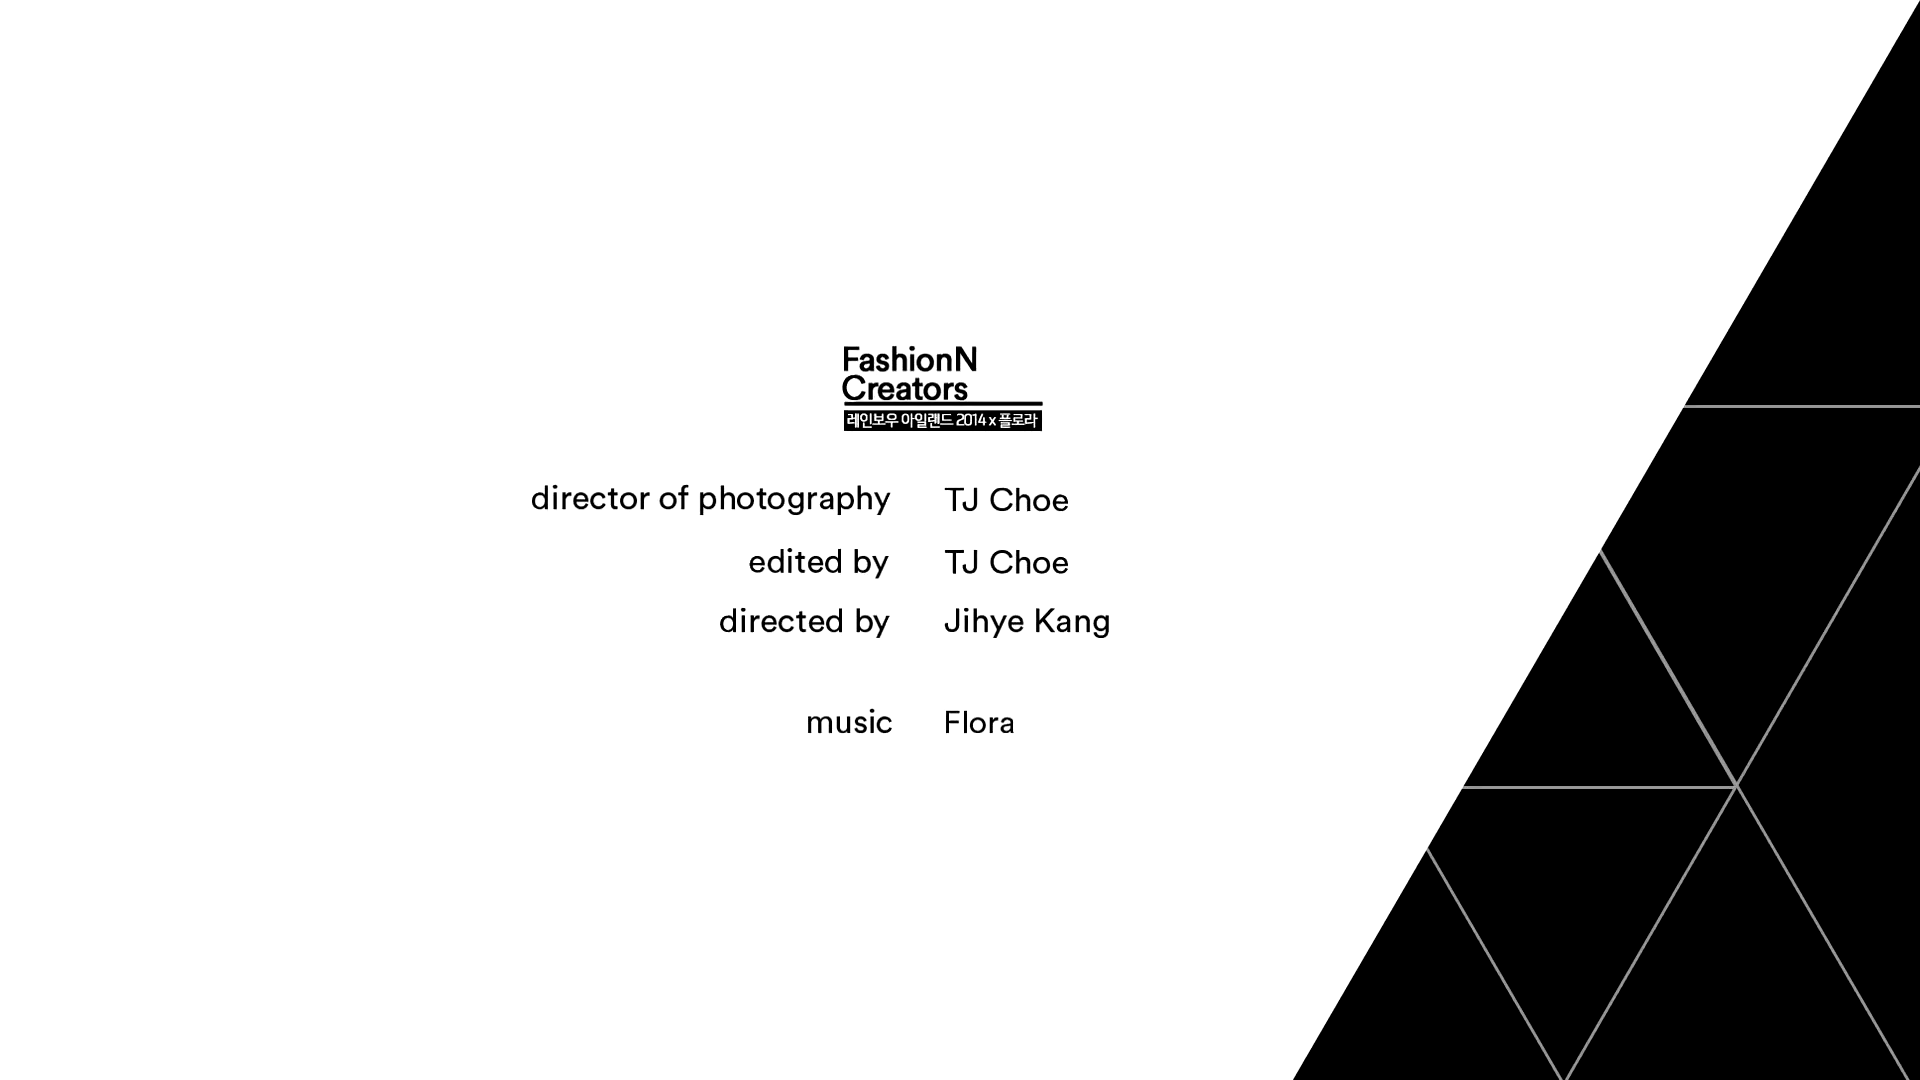 FashionN
Creators
레인보우 아일랜드 2014 x 플로라
director of photography TJ Choe
edited by TJ Choe
directed by Jihye Kang
music Flora